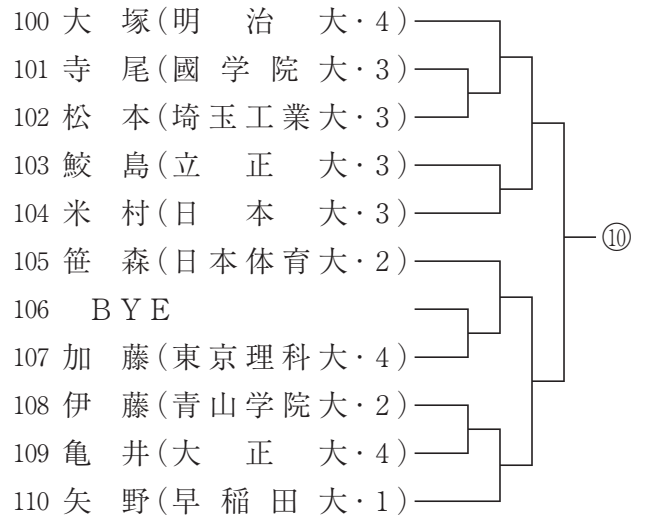 100 大 塚(明 治 大・4)
101 寺 尾(國 学 院 大・3)
102 松 本(埼玉工業大・3)
103 鮫 島(立 正 大・3)
104 米 村(日 本 大・3)
105 笹 森(日本体育大・2)
106 BYE
107 加 藤(東京理科大・4)
108 伊 藤(青山学院大・2)
109 亀 井(大 正 大・4)
110 矢 野(早 稲 田 大・1)
⑩